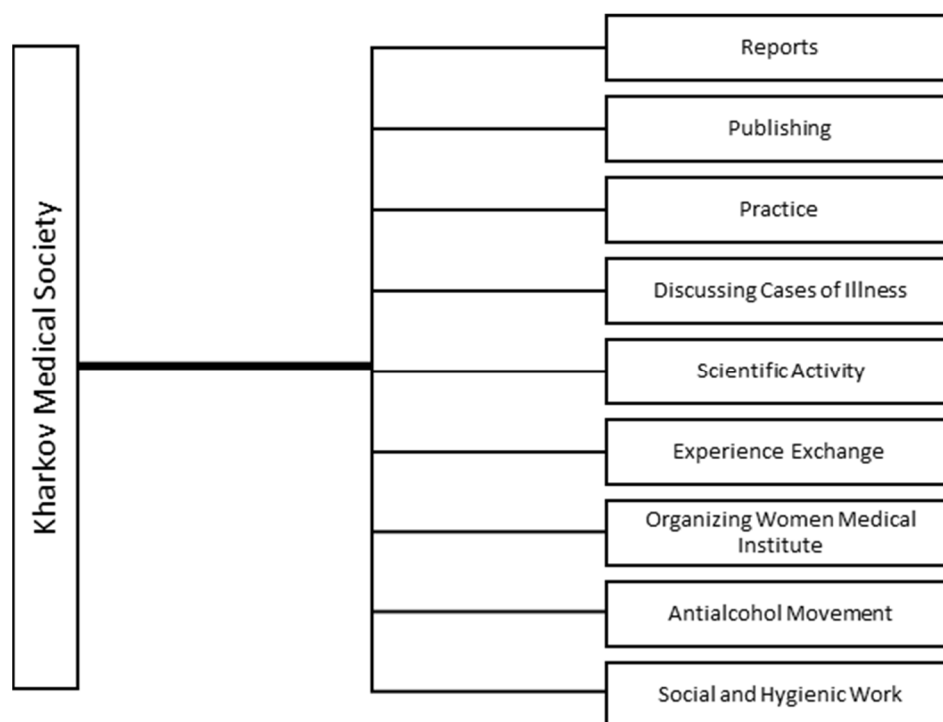 Kharkov Medical Society
Reports
Publishing
Practice
Discussing Cases of Illness
Scientific Activity
Experience Exchange
Organizing Women Medical
Institute
Antialcohol Movement
Social and Hygienic Work